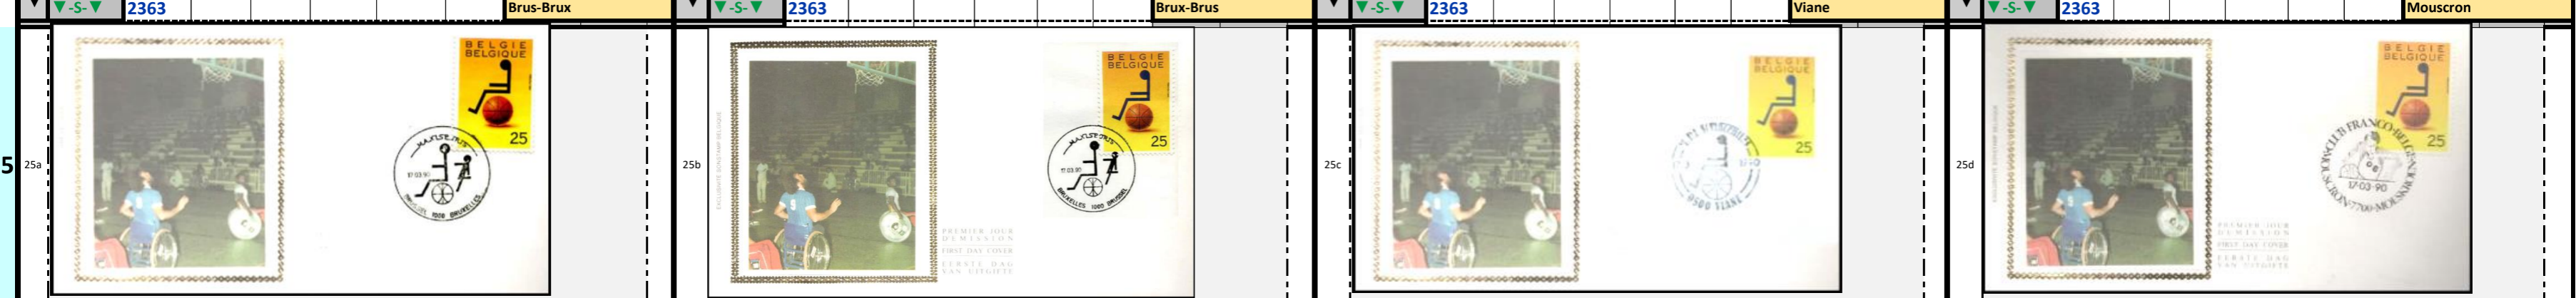 ▼ ▼-S-▼ 2363 Brus-Brux
▼ ▼-S-▼ 2363 Brux-Brus
▼ ▼-S-▼ 2363 Viane
▼ ▼-S-▼ 2363 Mouscron
5
25a
BELGIE
BELGIQUE
25
17.03.90
1000 BRUXELLES
25b
BELGIE
BELGIQUE
25
17.03.90
BRUXELLES 1000 BRUSSEL
PREMIER JOUR
D'EMISSION
FIRST DAY COVER
EERSTE DAG
VAN UITGIFTE
25c
BELGIE
BELGIQUE
25
9500 VIANE
25d
BELGIE
BELGIQUE
25
CLUB FRANCO-BELGE
17-03-90
MOUSCRON-7700-MOESKROEN
PREMIER JOUR
D'EMISSION
FIRST DAY COVER
EERSTE DAG
VAN UITGIFTE